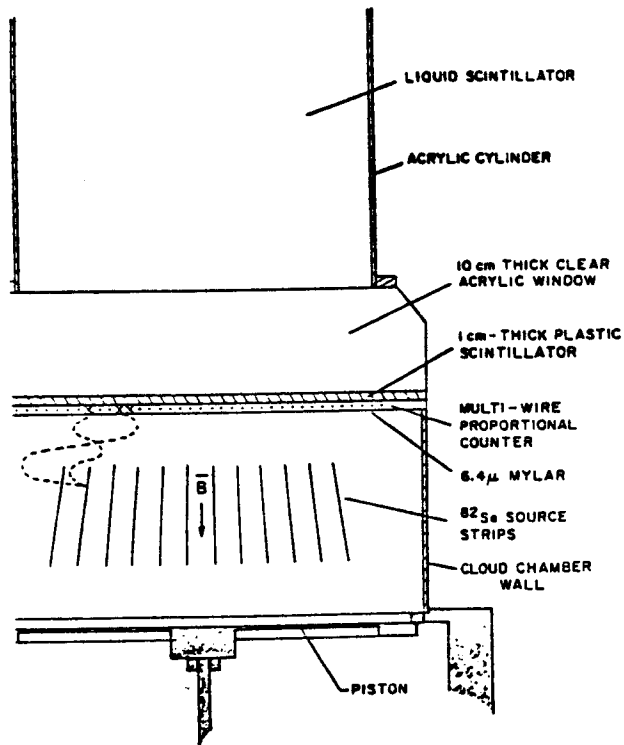 LIQUID SCINTILLATOR
ACRYLIC CYLINDER
10 cm THICK CLEAR
ACRYLIC WINDOW
1 cm-THICK PLASTIC
SCINTILLATOR
MULTI-WIRE
PROPORTIONAL
COUNTER
6.4μ MYLAR
B̅
⁸²Se SOURCE
STRIPS
CLOUD CHAMBER
WALL
PISTON